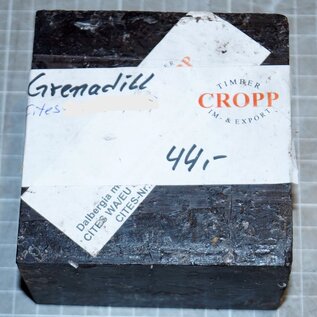 Grenadill
Cites-
TIMBER
CROPP
IM. & EXPORT
44,-
Dalbergia m
CITES WA/EU
CITES-Nr.